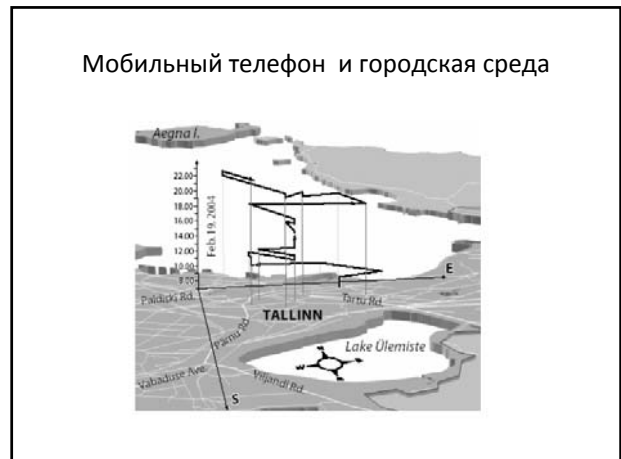 Мобильный телефон и городская среда
Aegna I.
22.00
20.00
18.00
16.00
14.00
12.00
10.00
8.00
Feb. 19. 2004
E
Paldiski Rd.
Tartu Rd.
TALLINN
Pärnu Rd.
Lake Ülemiste
Vabaduse Ave.
Viljandi Rd.
S